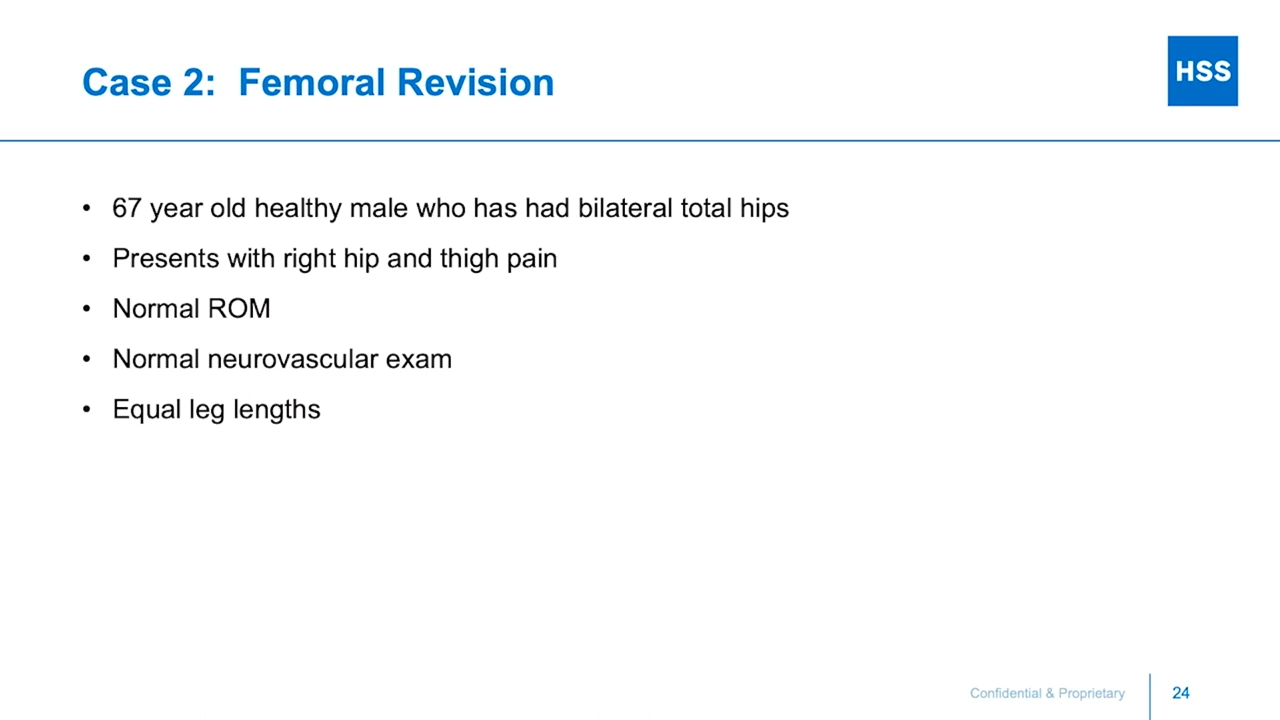 Case 2: Femoral Revision
HSS
• 67 year old healthy male who has had bilateral total hips
• Presents with right hip and thigh pain
• Normal ROM
• Normal neurovascular exam
• Equal leg lengths
Confidential & Proprietary
24